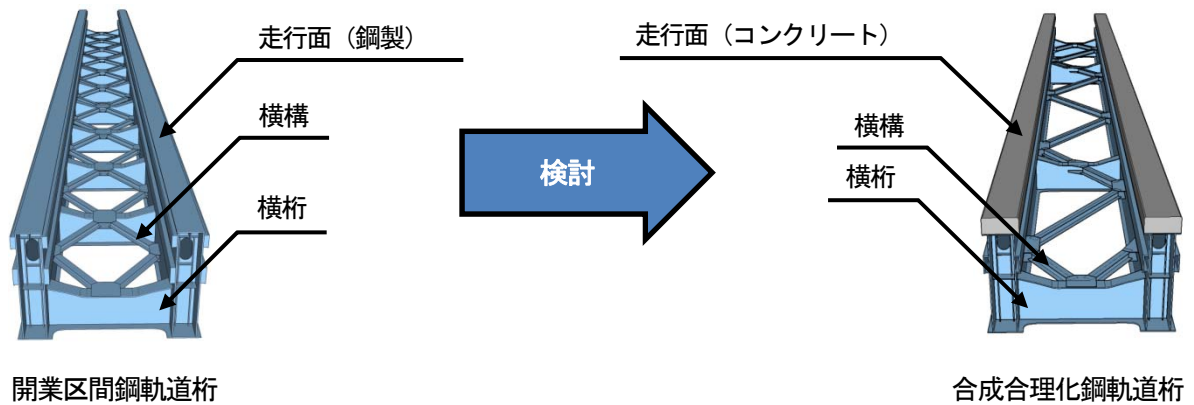 走行面（鋼製）
横構
横桁
検討
走行面（コンクリート）
横構
横桁
開業区間鋼軌道桁
合成合理化鋼軌道桁